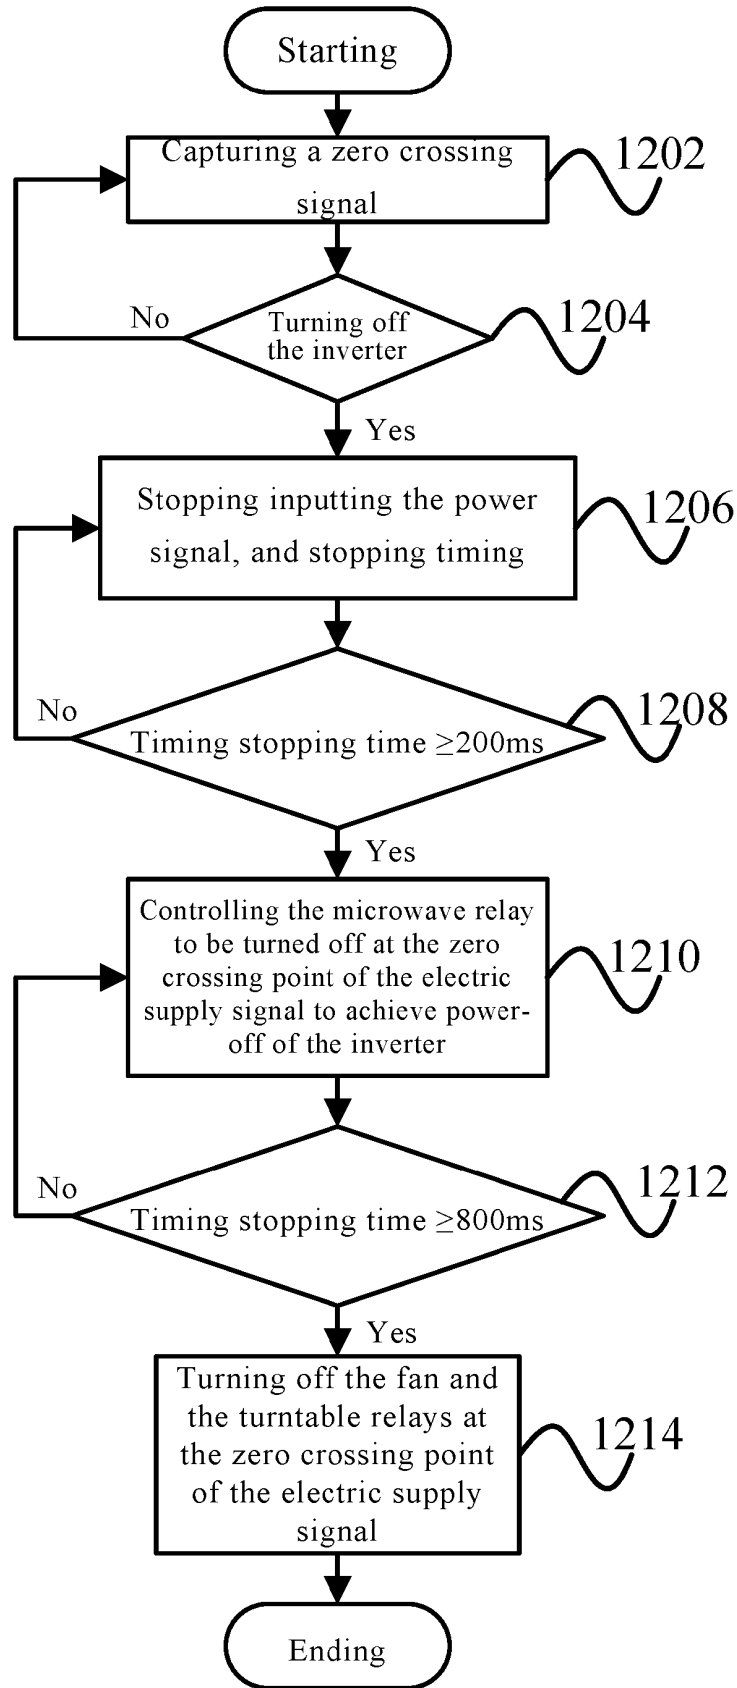 Starting
Capturing a zero crossing
signal
1202
No
Turning off
the inverter
1204
Yes
Stopping inputting the power
signal, and stopping timing
1206
No
Timing stopping time ≥200ms
1208
Yes
Controlling the microwave relay
to be turned off at the zero
crossing point of the electric
supply signal to achieve power-
off of the inverter
1210
No
Timing stopping time ≥800ms
1212
Yes
Turning off the fan and
the turntable relays at
the zero crossing point
of the electric supply
signal
1214
Ending